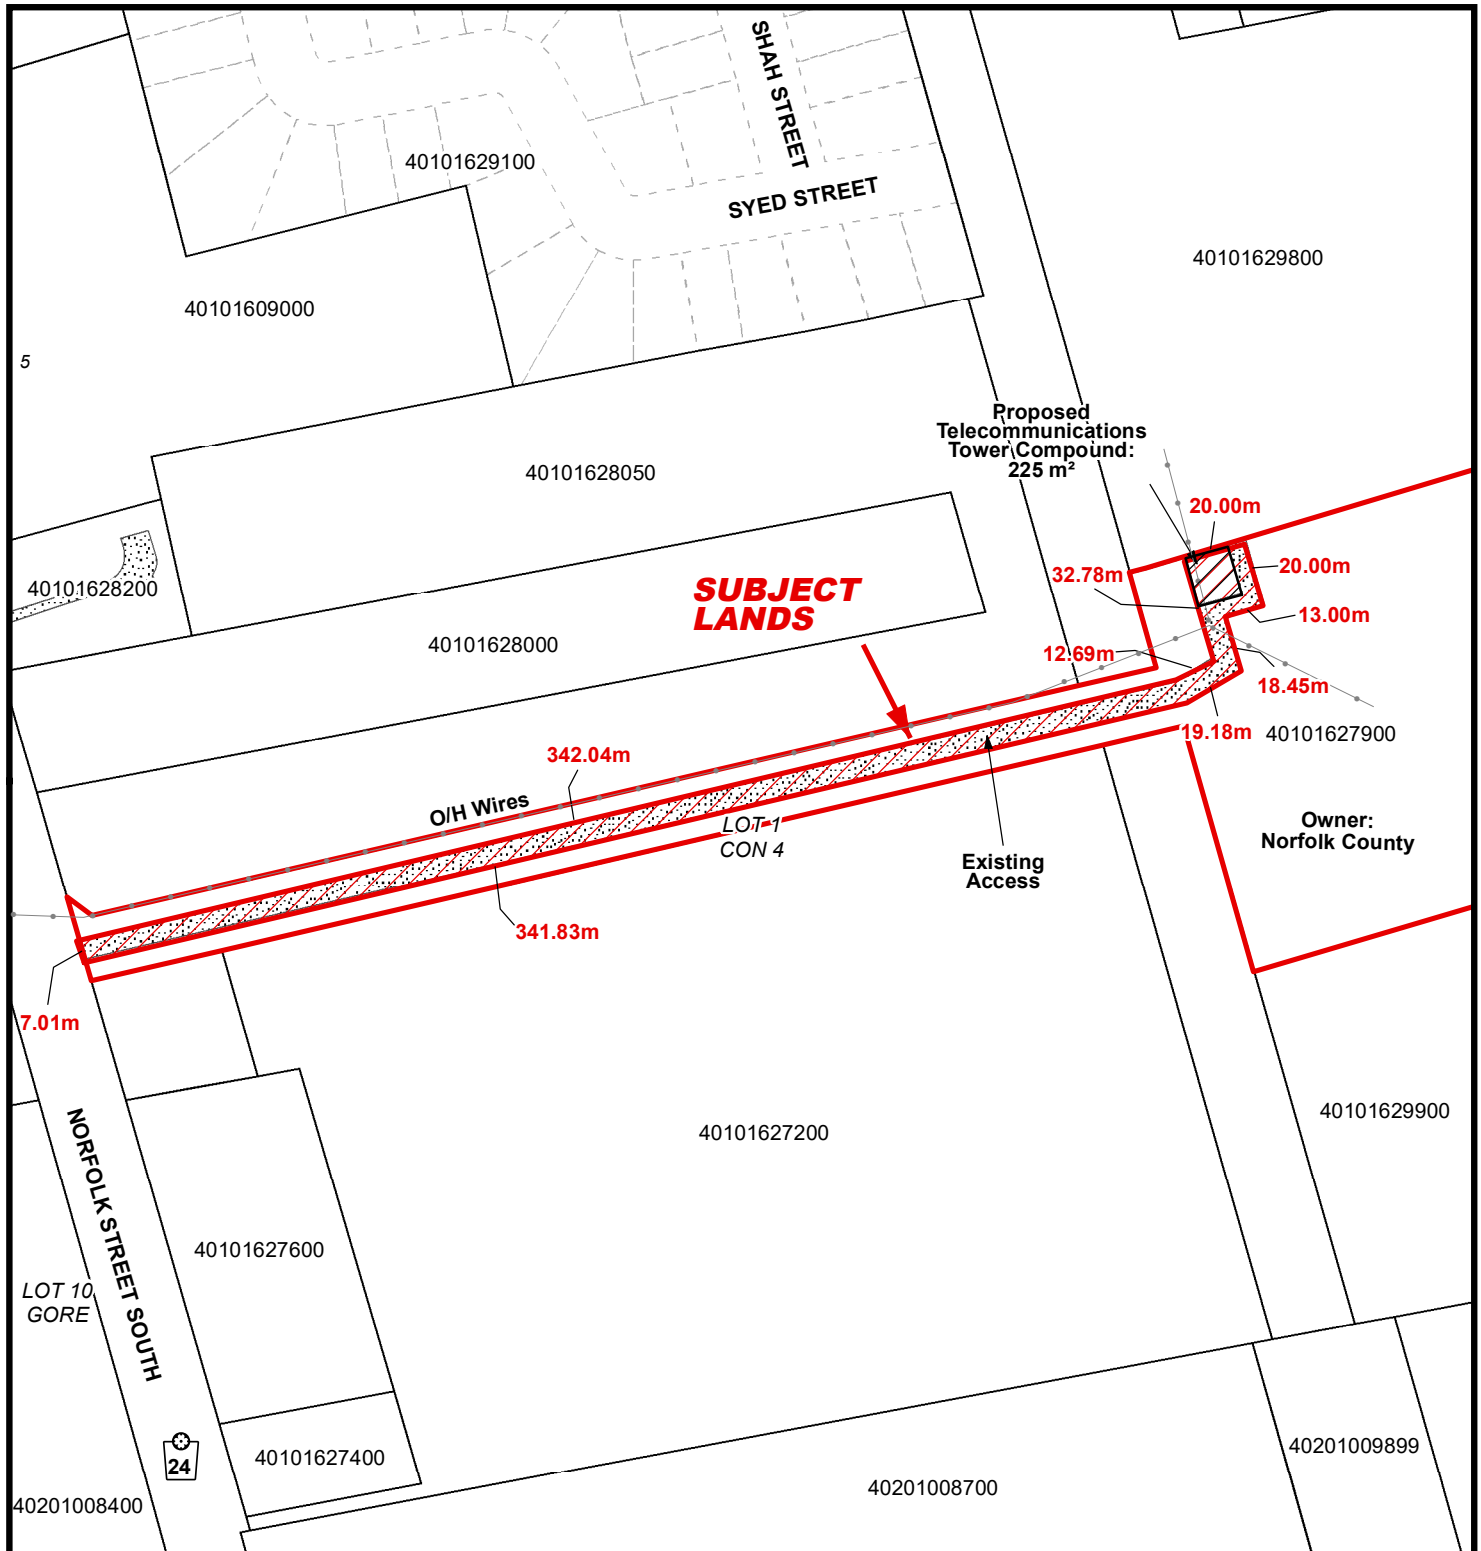 SHAH STREET
40101629100
SYED STREET
40101629800
40101609000
5
Proposed
Telecommunications
Tower Compound:
225 m²
40101628050
20.00m
32.78m
20.00m
40101628200
SUBJECT
LANDS
13.00m
40101628000
12.69m
18.45m
19.18m
40101627900
342.04m
O/H Wires
LOT 1
CON 4
Owner:
Norfolk County
Existing
Access
341.83m
7.01m
40101629900
40101627200
NORFOLK STREET SOUTH
40101627600
LOT 10
GORE
24
40101627400
40201009899
40201008700
40201008400